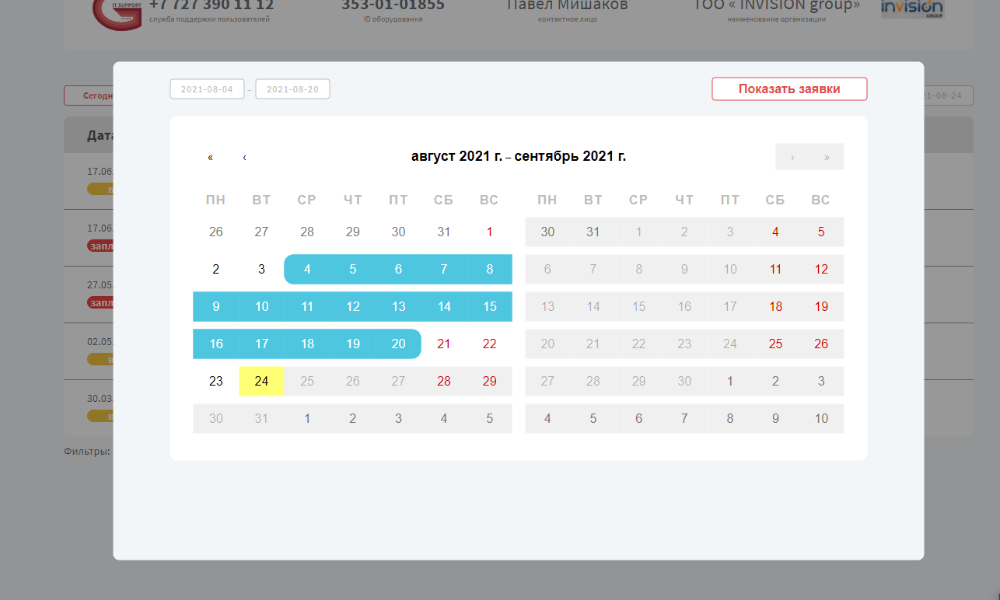 IT SUPPORT +7 727 390 11 12 353-01-01855 Павел Мишаков ТОО « INVISION group» invision
служба поддержки пользователей ID оборудования контактное лицо наименование организации GROUP
2021-08-04 – 2021-08-20 Показать заявки
Сегодн 21-08-24
Дата
« ‹ август 2021 г. – сентябрь 2021 г. › »
17.06.
ПН ВТ СР ЧТ ПТ СБ ВС ПН ВТ СР ЧТ ПТ СБ ВС
26 27 28 29 30 31 1 30 31 1 2 3 4 5
17.06.
запл
2 3 4 5 6 7 8 6 7 8 9 10 11 12
27.05.
запл
9 10 11 12 13 14 15 13 14 15 16 17 18 19
02.05.
16 17 18 19 20 21 22 20 21 22 23 24 25 26
23 24 25 26 27 28 29 27 28 29 30 1 2 3
30.03.
30 31 1 2 3 4 5 4 5 6 7 8 9 10
Фильтры: